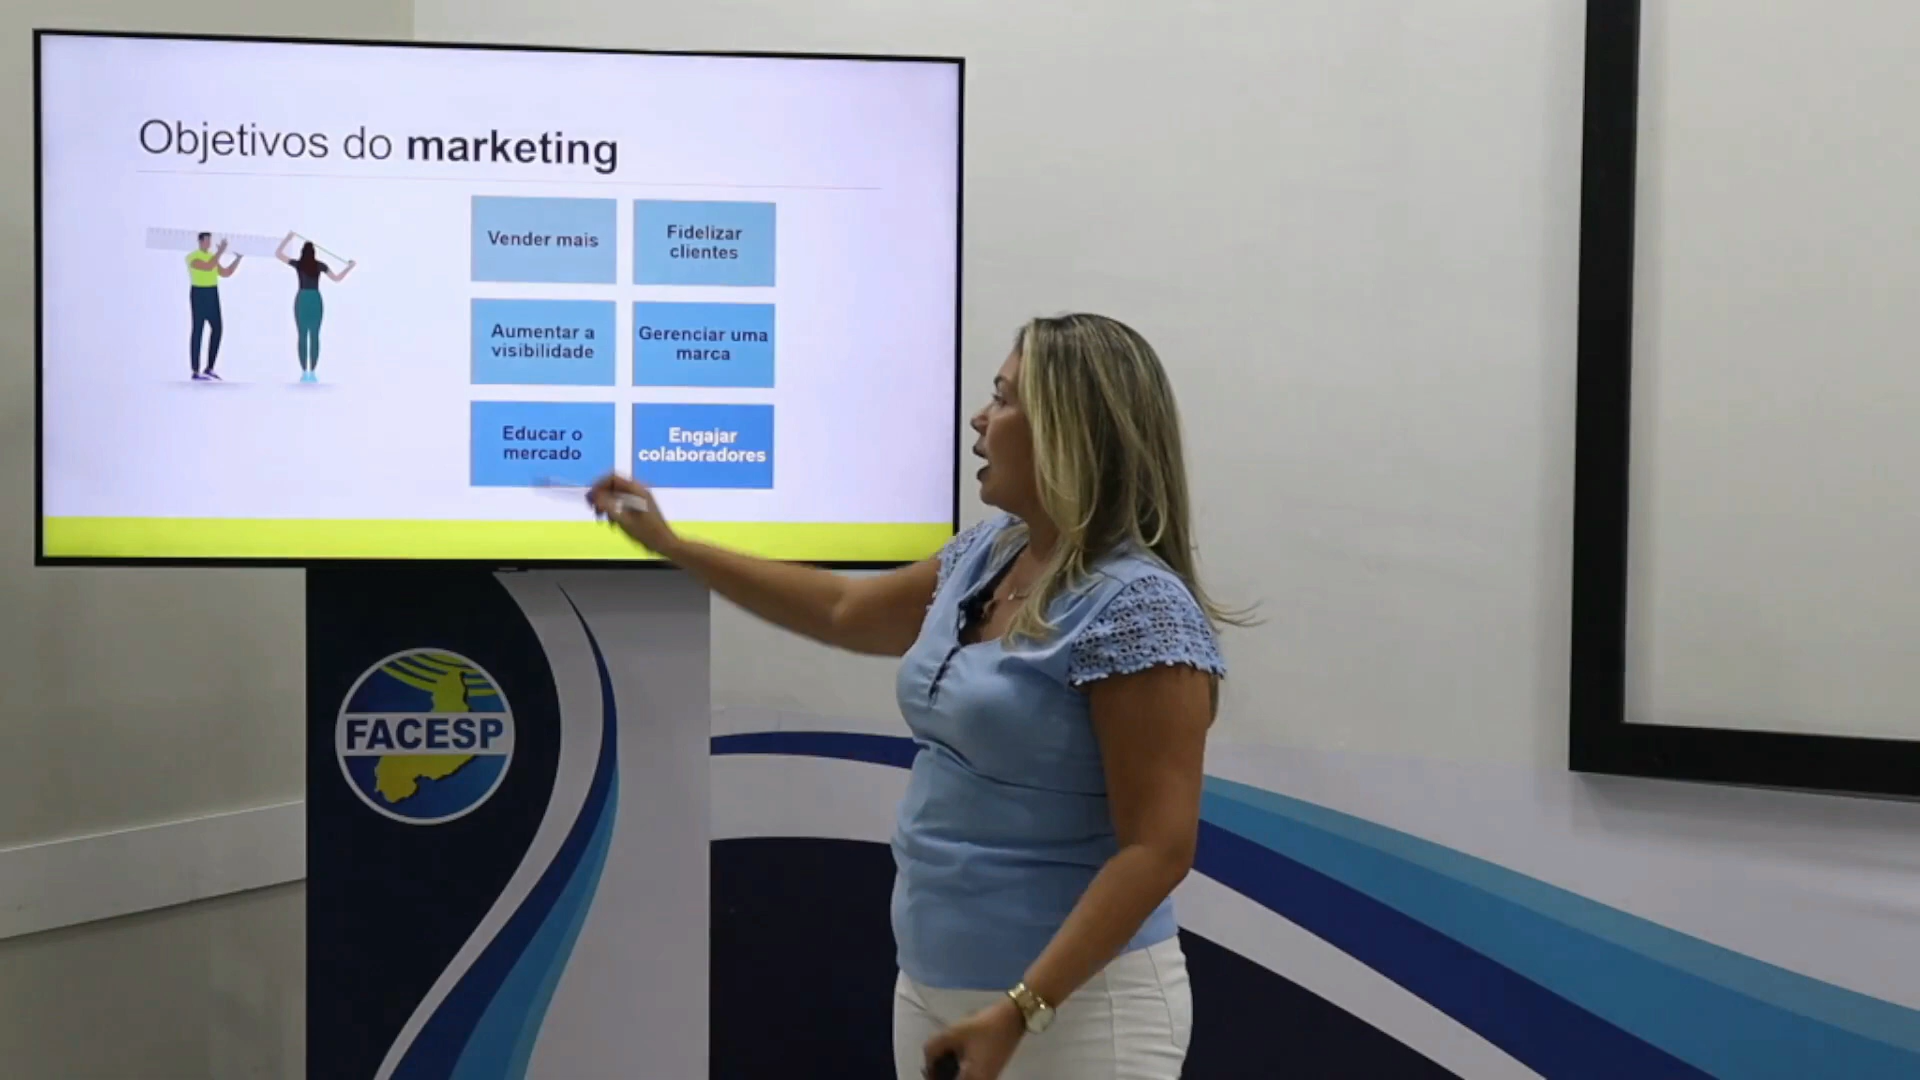 Objetivos do marketing
Vender mais
Fidelizar
clientes
Aumentar a
visibilidade
Gerenciar uma
marca
Educar o
mercado
Engajar
colaboradores
FACESP